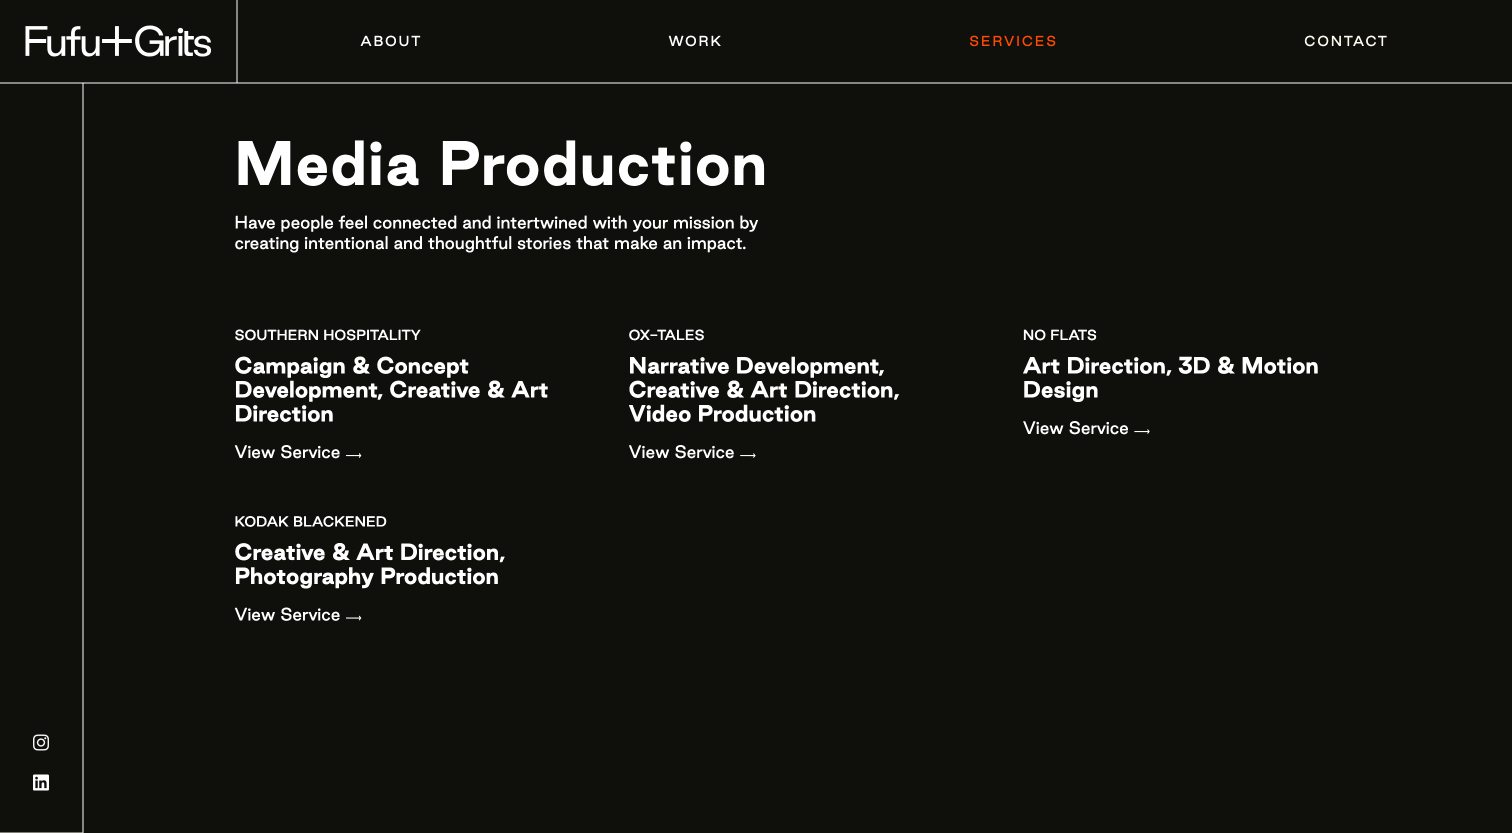 Fufu+Grits
ABOUT
WORK
SERVICES
CONTACT
Media Production
Have people feel connected and intertwined with your mission by
creating intentional and thoughtful stories that make an impact.
SOUTHERN HOSPITALITY
Campaign & Concept
Development, Creative & Art
Direction
View Service →
OX-TALES
Narrative Development,
Creative & Art Direction,
Video Production
View Service →
NO FLATS
Art Direction, 3D & Motion
Design
View Service →
KODAK BLACKENED
Creative & Art Direction,
Photography Production
View Service →
in